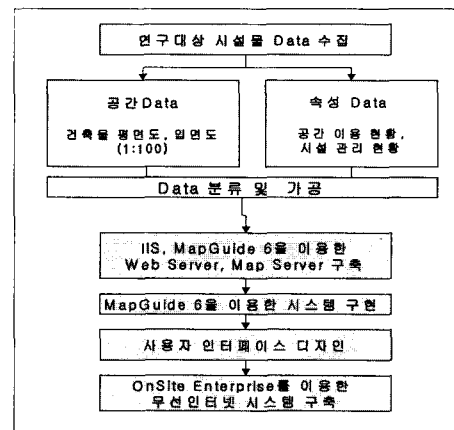 연구대상 시설물 Data 수집
공간Data
건축물 평면도, 입면도
(1:100)
속성 Data
공간 이용 현황,
시설 관리 현황
Data 분류 및 가공
IIS, MapGuide 6을 이용한
Web Server, Map Server 구축
MapGuide 6을 이용한 시스템 구현
사용자 인터페이스 디자인
OnSite Enterprise를 이용한
무선인터넷 시스템 구축